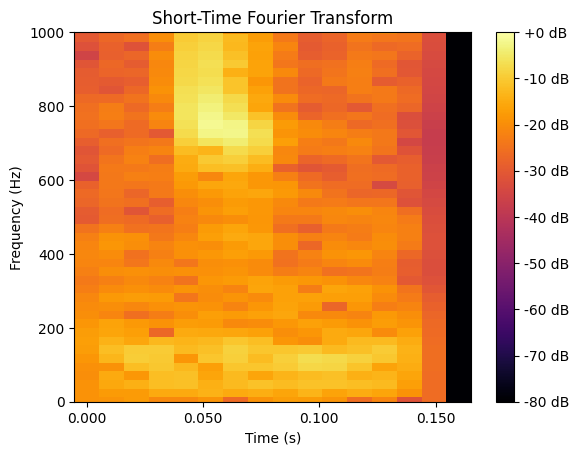 Short-Time Fourier Transform
1000
800
600
400
200
0
Frequency (Hz)
0.000
0.050
0.100
0.150
Time (s)
+0 dB
-10 dB
-20 dB
-30 dB
-40 dB
-50 dB
-60 dB
-70 dB
-80 dB